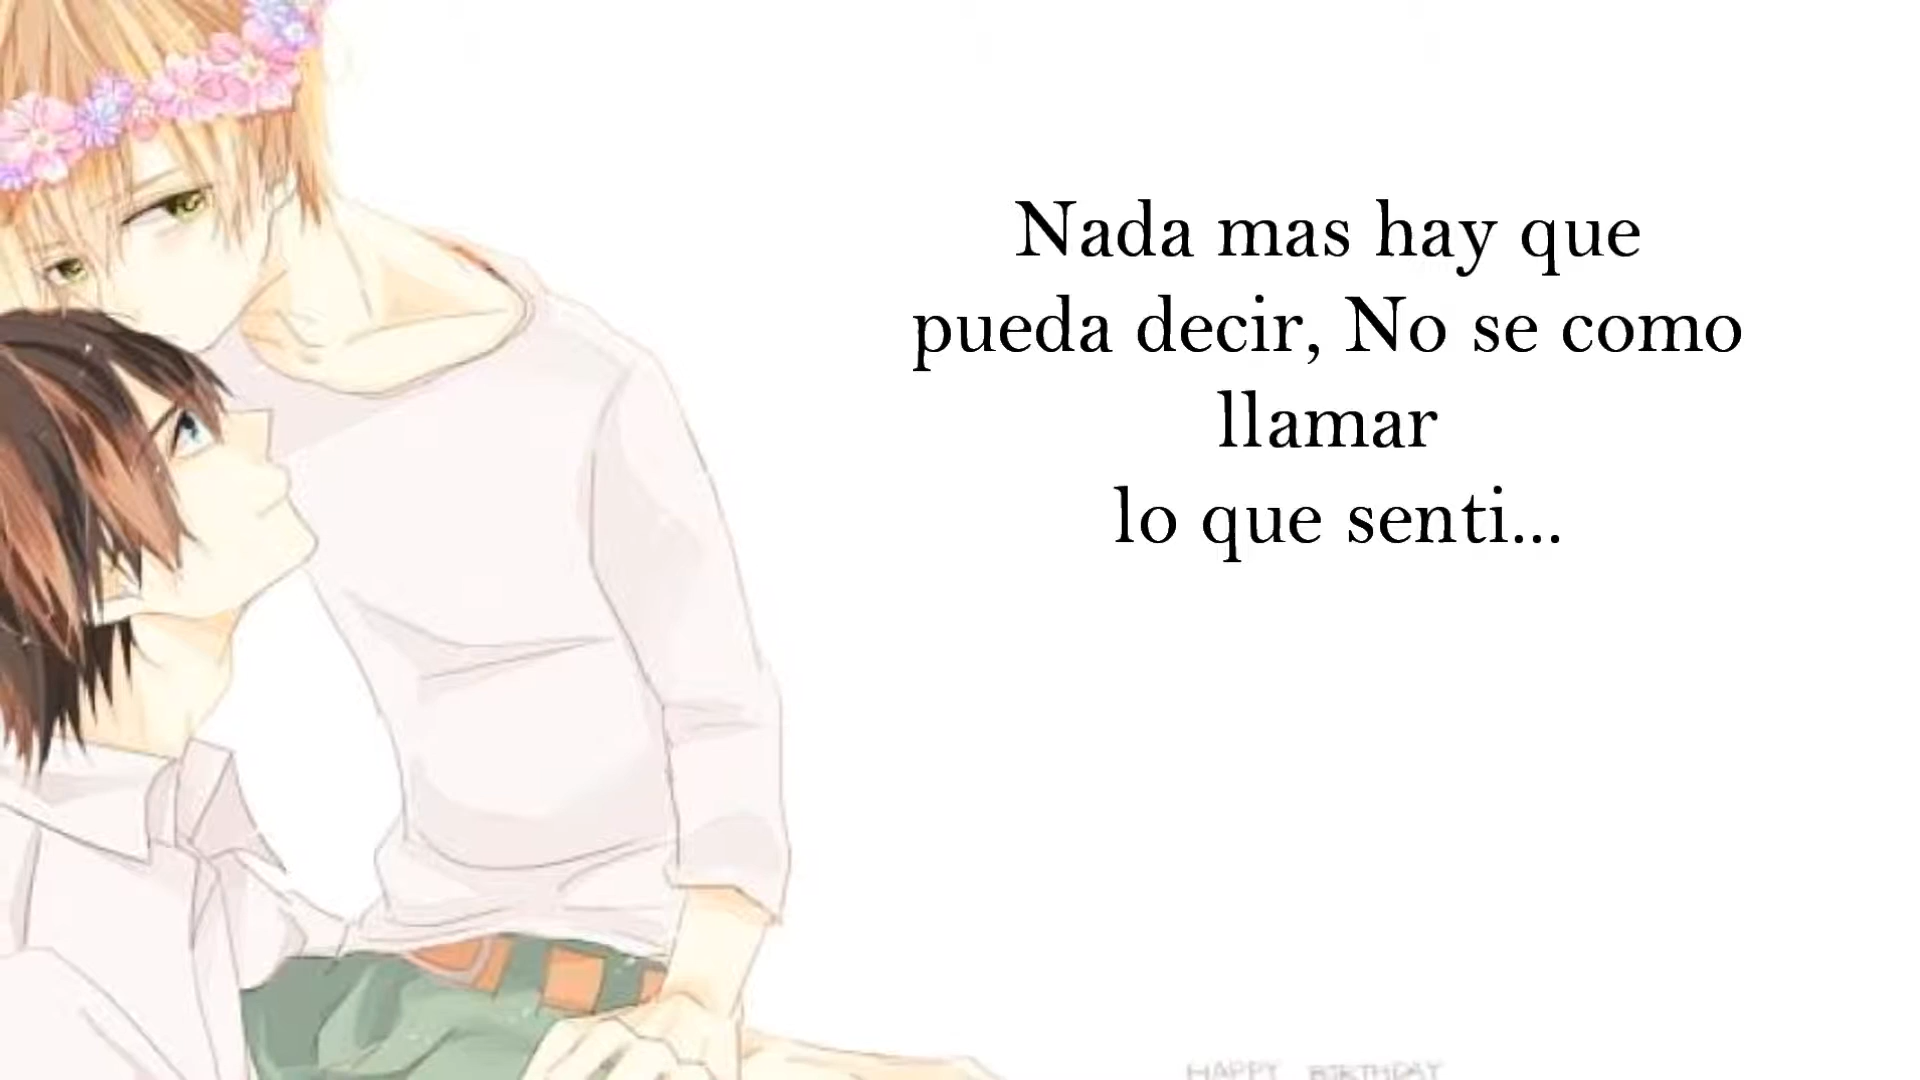 Nada mas hay que
pueda decir, No se como
llamar
lo que senti...
HAPPY BIRTHDAY